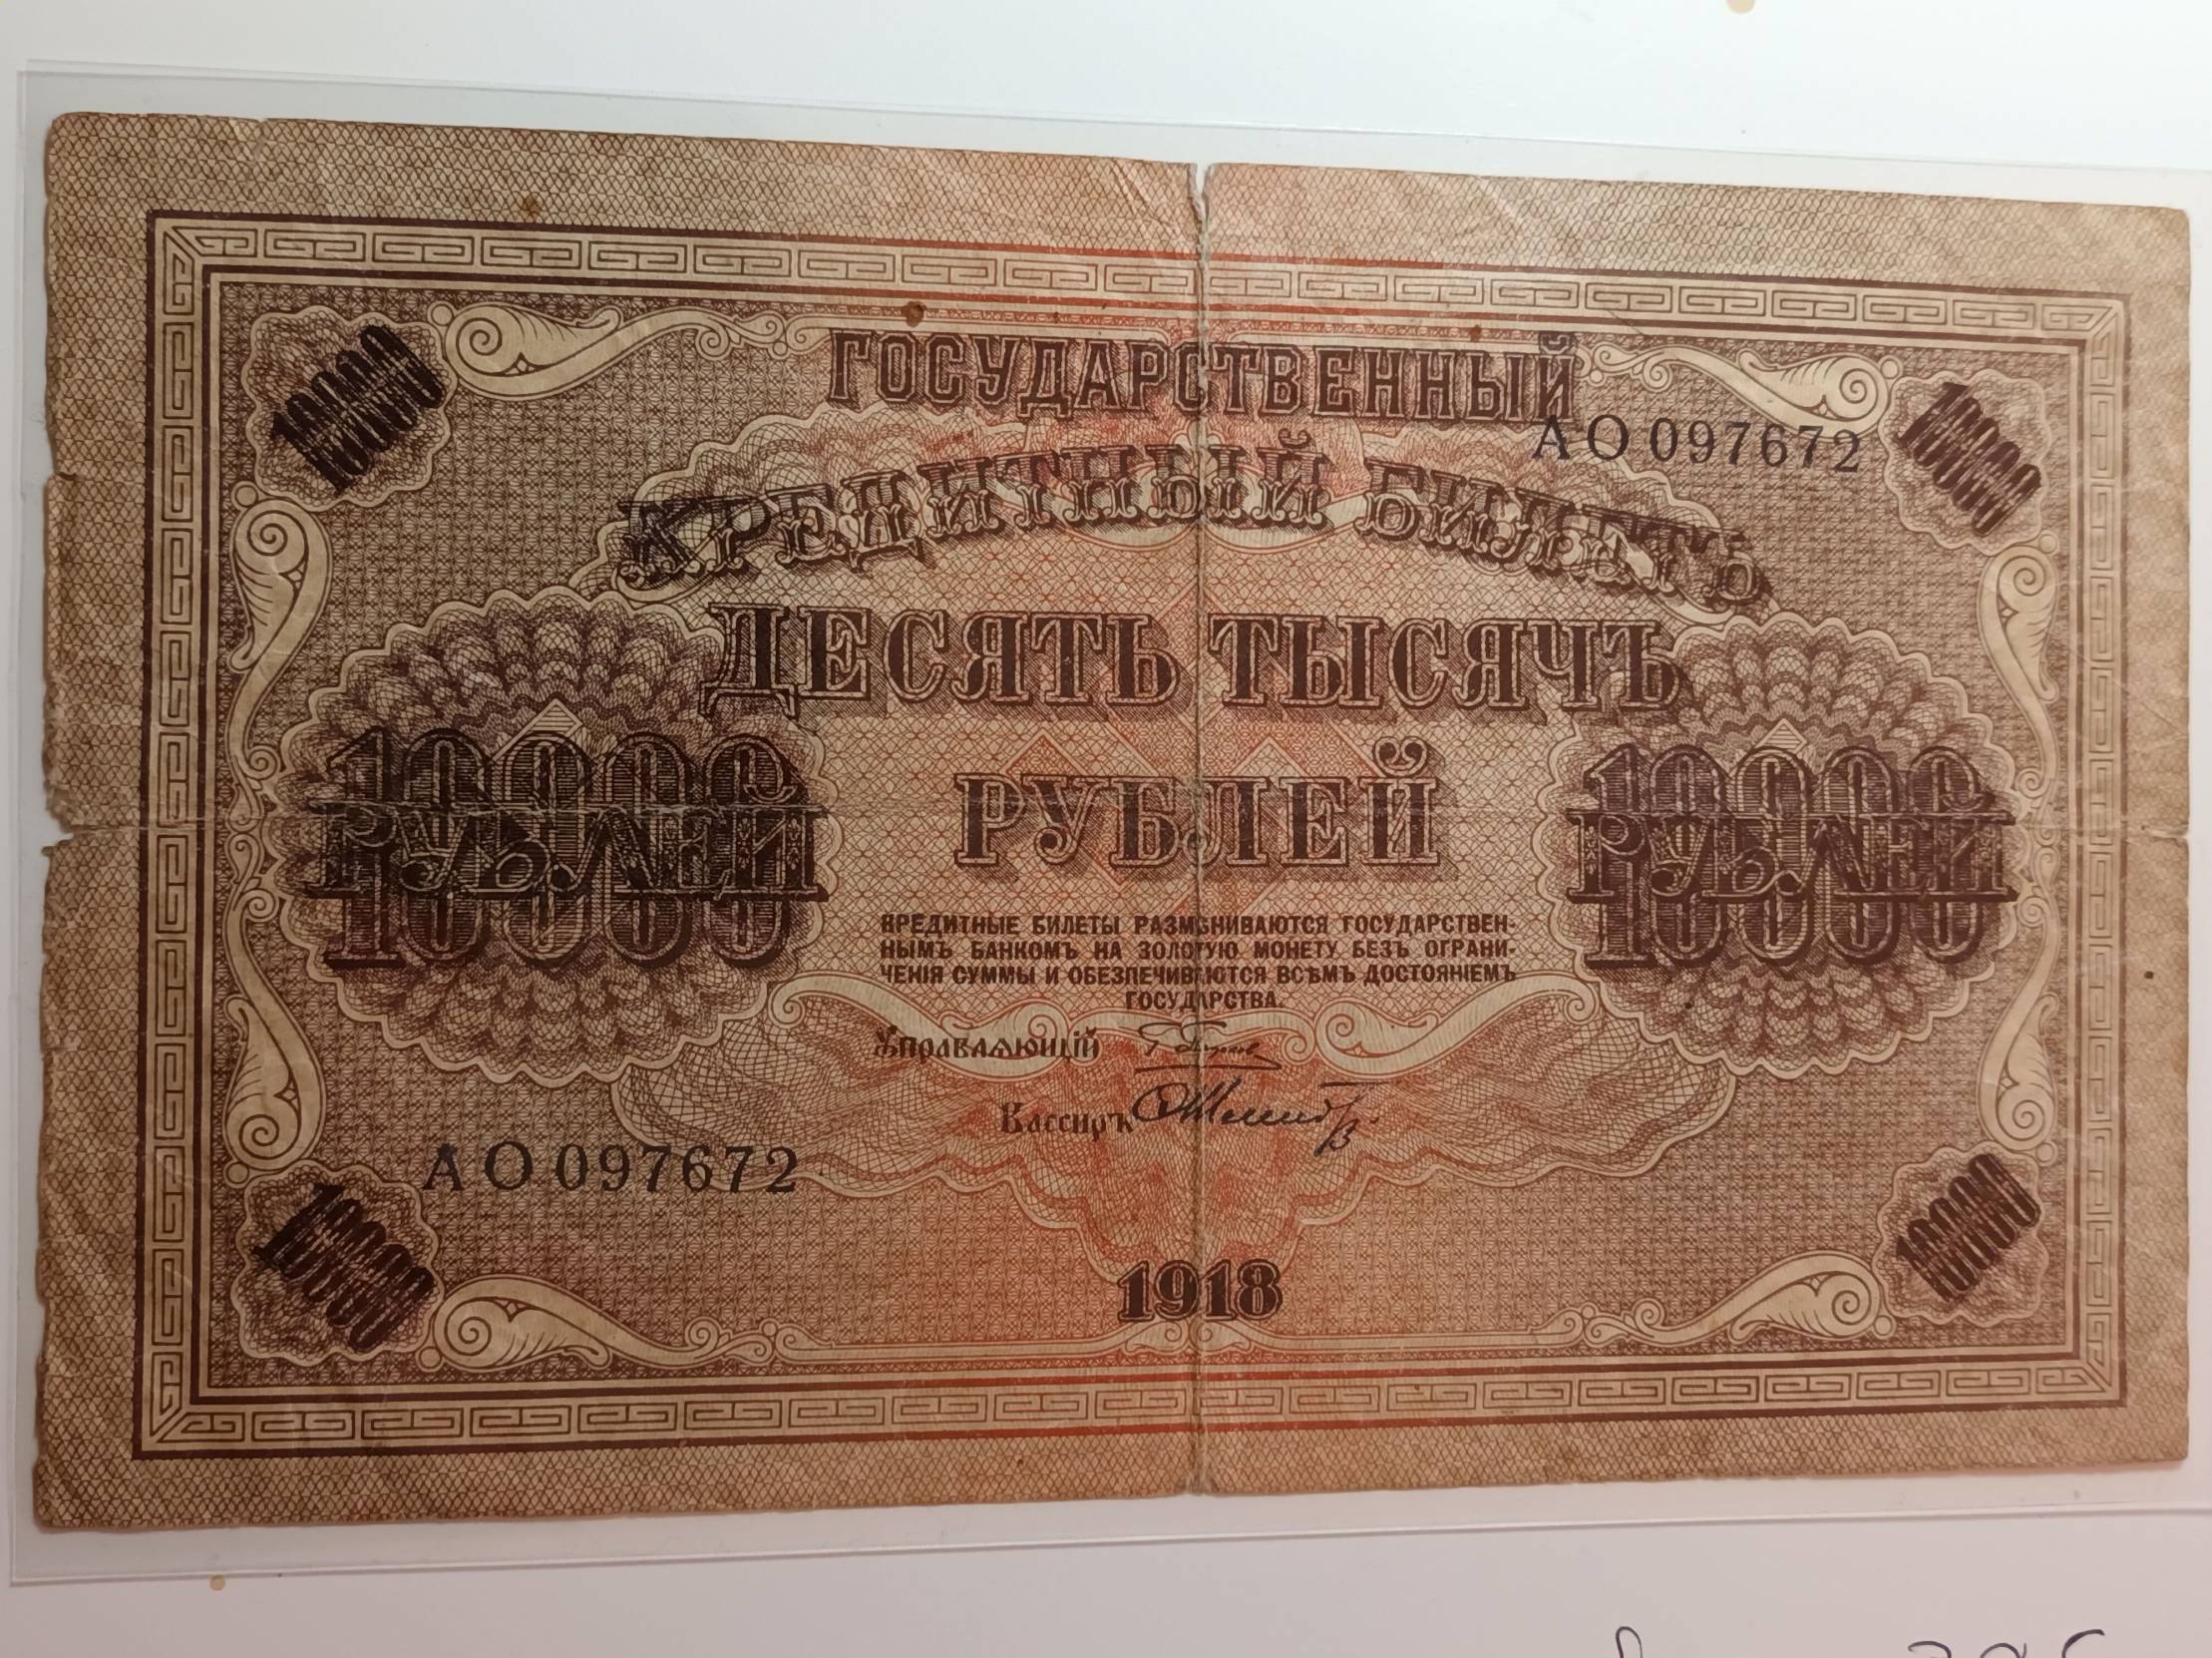 10000
10000
ГОСУДАРСТВЕННЫЙ
АО 097672
КРЕДИТНЫЙ БИЛЕТЪ
ДЕСЯТЬ ТЫСЯЧЪ
РУБЛЕЙ
10000
РУБЛЕЙ
10000
10000
РУБЛЕЙ
10000
КРЕДИТНЫЕ БИЛЕТЫ РАЗМѢНИВАЮТСЯ ГОСУДАРСТВЕН-
НЫМЪ БАНКОМЪ НА ЗОЛОТУЮ МОНЕТУ БЕЗЪ ОГРАНИ-
ЧЕНІЯ СУММЫ И ОБЕЗПЕЧИВАЮТСЯ ВСѢМЪ ДОСТОЯНІЕМЪ
ГОСУДАРСТВА.
Управляющій
Кассиръ
АО 097672
10000
10000
1918